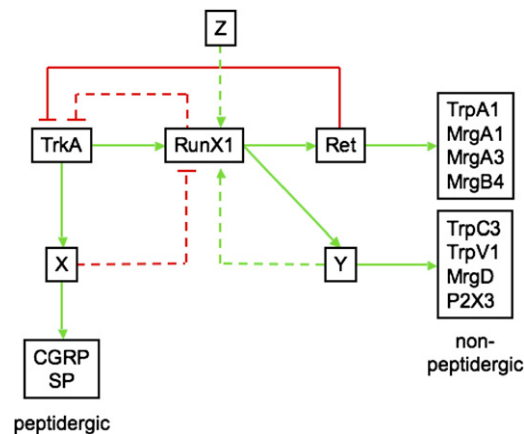 Z
TrkA
RunX1
Ret
TrpA1
MrgA1
MrgA3
MrgB4
X
Y
TrpC3
TrpV1
MrgD
P2X3
CGRP
SP
non-
peptidergic
peptidergic